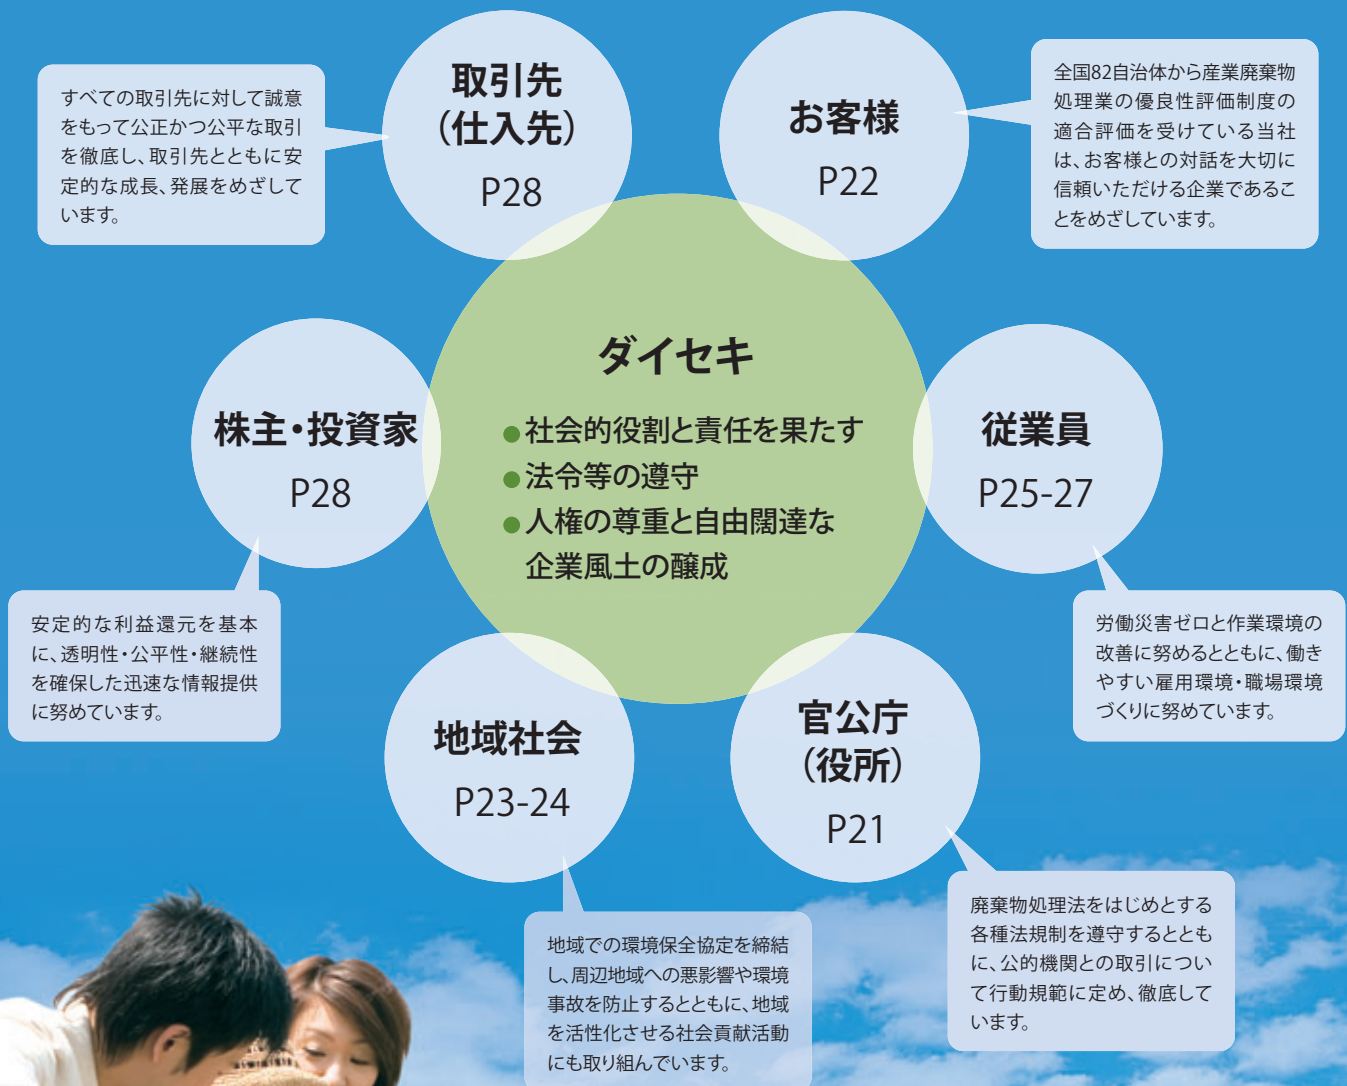 取引先
（仕入先）
P28
すべての取引先に対して誠意
をもって公正かつ公平な取引
を徹底し、取引先とともに安
定的な成長、発展をめざして
います。
お客様
P22
全国82自治体から産業廃棄物
処理業の優良性評価制度の
適合評価を受けている当社
は、お客様との対話を大切に
信頼いただける企業であるこ
とをめざしています。
ダイセキ
●社会的役割と責任を果たす
●法令等の遵守
●人権の尊重と自由闊達な
企業風土の醸成
株主・投資家
P28
安定的な利益還元を基本
に、透明性・公平性・継続性
を確保した迅速な情報提供
に努めています。
従業員
P25-27
労働災害ゼロと作業環境の
改善に努めるとともに、働き
やすい雇用環境・職場環境
づくりに努めています。
地域社会
P23-24
地域での環境保全協定を締結
し、周辺地域への悪影響や環境
事故を防止するとともに、地域
を活性化させる社会貢献活動
にも取り組んでいます。
官公庁
（役所）
P21
廃棄物処理法をはじめとする
各種法規制を遵守するととも
に、公的機関との取引につい
て行動規範に定め、徹底して
います。